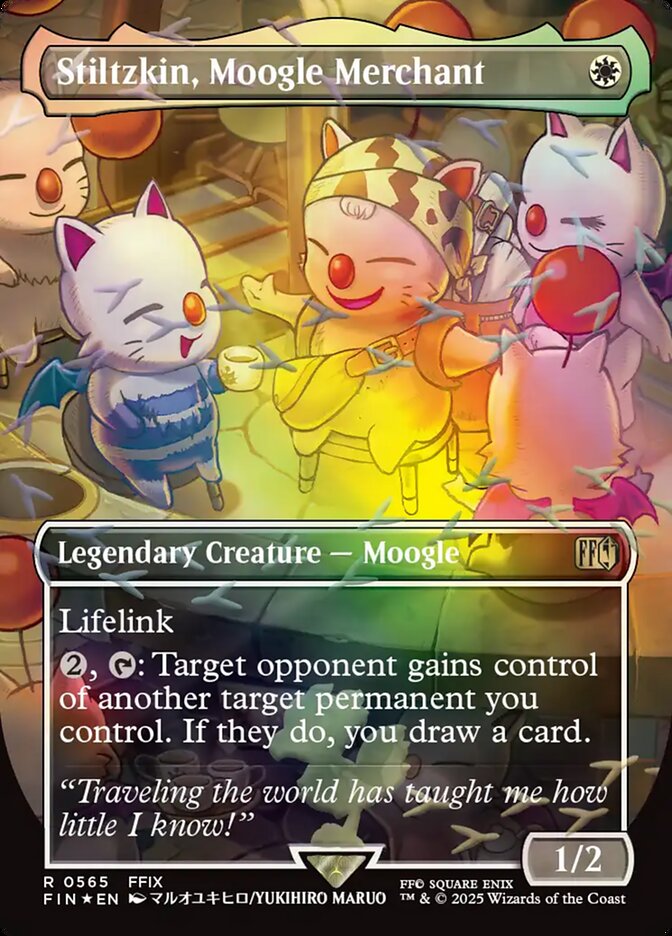 Stiltzkin, Moogle Merchant
Legendary Creature — Moogle
Lifelink
2, T: Target opponent gains control
of another target permanent you
control. If they do, you draw a card.
“Traveling the world has taught me how
little I know!”
1/2
R 0565 FFIX
FIN★EN マルオユキヒロ/YUKIHIRO MARUO
FF© SQUARE ENIX
™ & © 2025 Wizards of the Coast